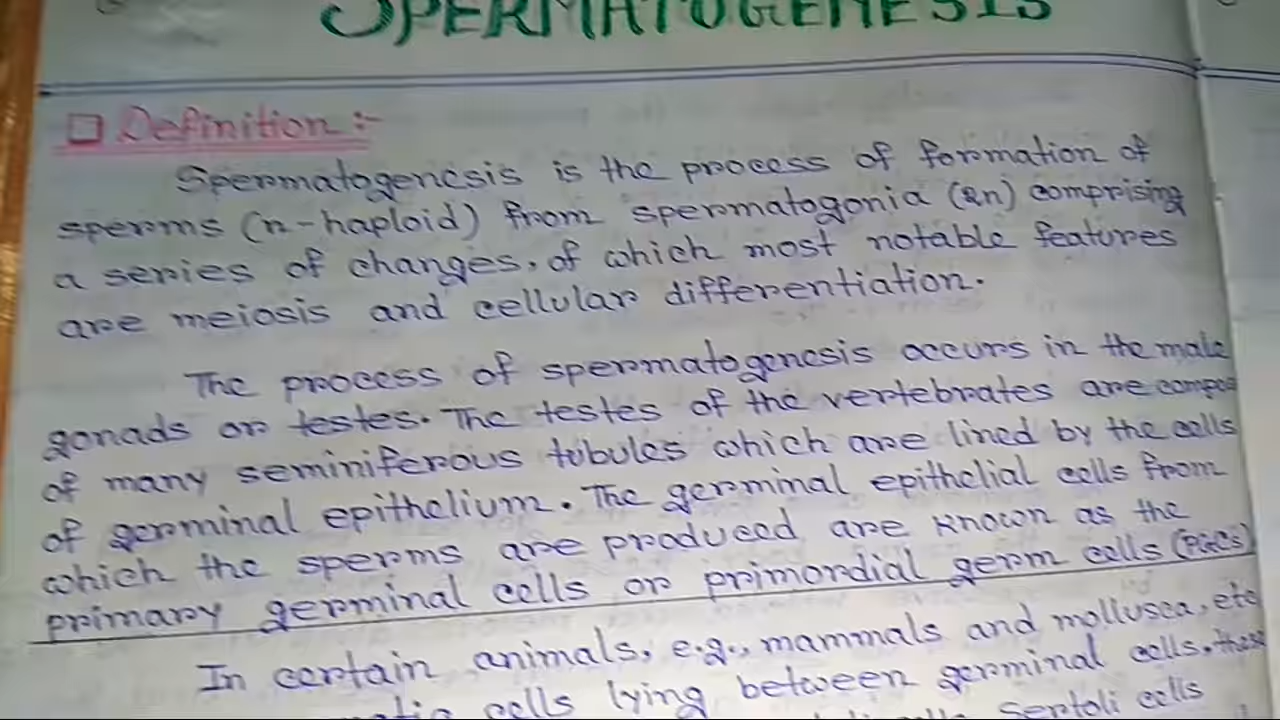 SPERMATOGENESIS
□ Definition :-
Spermatogenesis is the process of formation of
sperms (n-haploid) from spermatogonia (2n) comprising
a series of changes, of which most notable features
are meiosis and cellular differentiation.
The process of spermatogenesis occurs in the male
gonads or testes. The testes of the vertebrates are
of many seminiferous tubules which are lined by the cells
of germinal epithelium. The germinal epithelial cells from
which the sperms are produced are known as the
primary germinal cells or primordial germ cells (PGCs)
In certain animals, e.g., mammals and mollusca, etc
cells lying between germinal cells. these
Sertoli cells